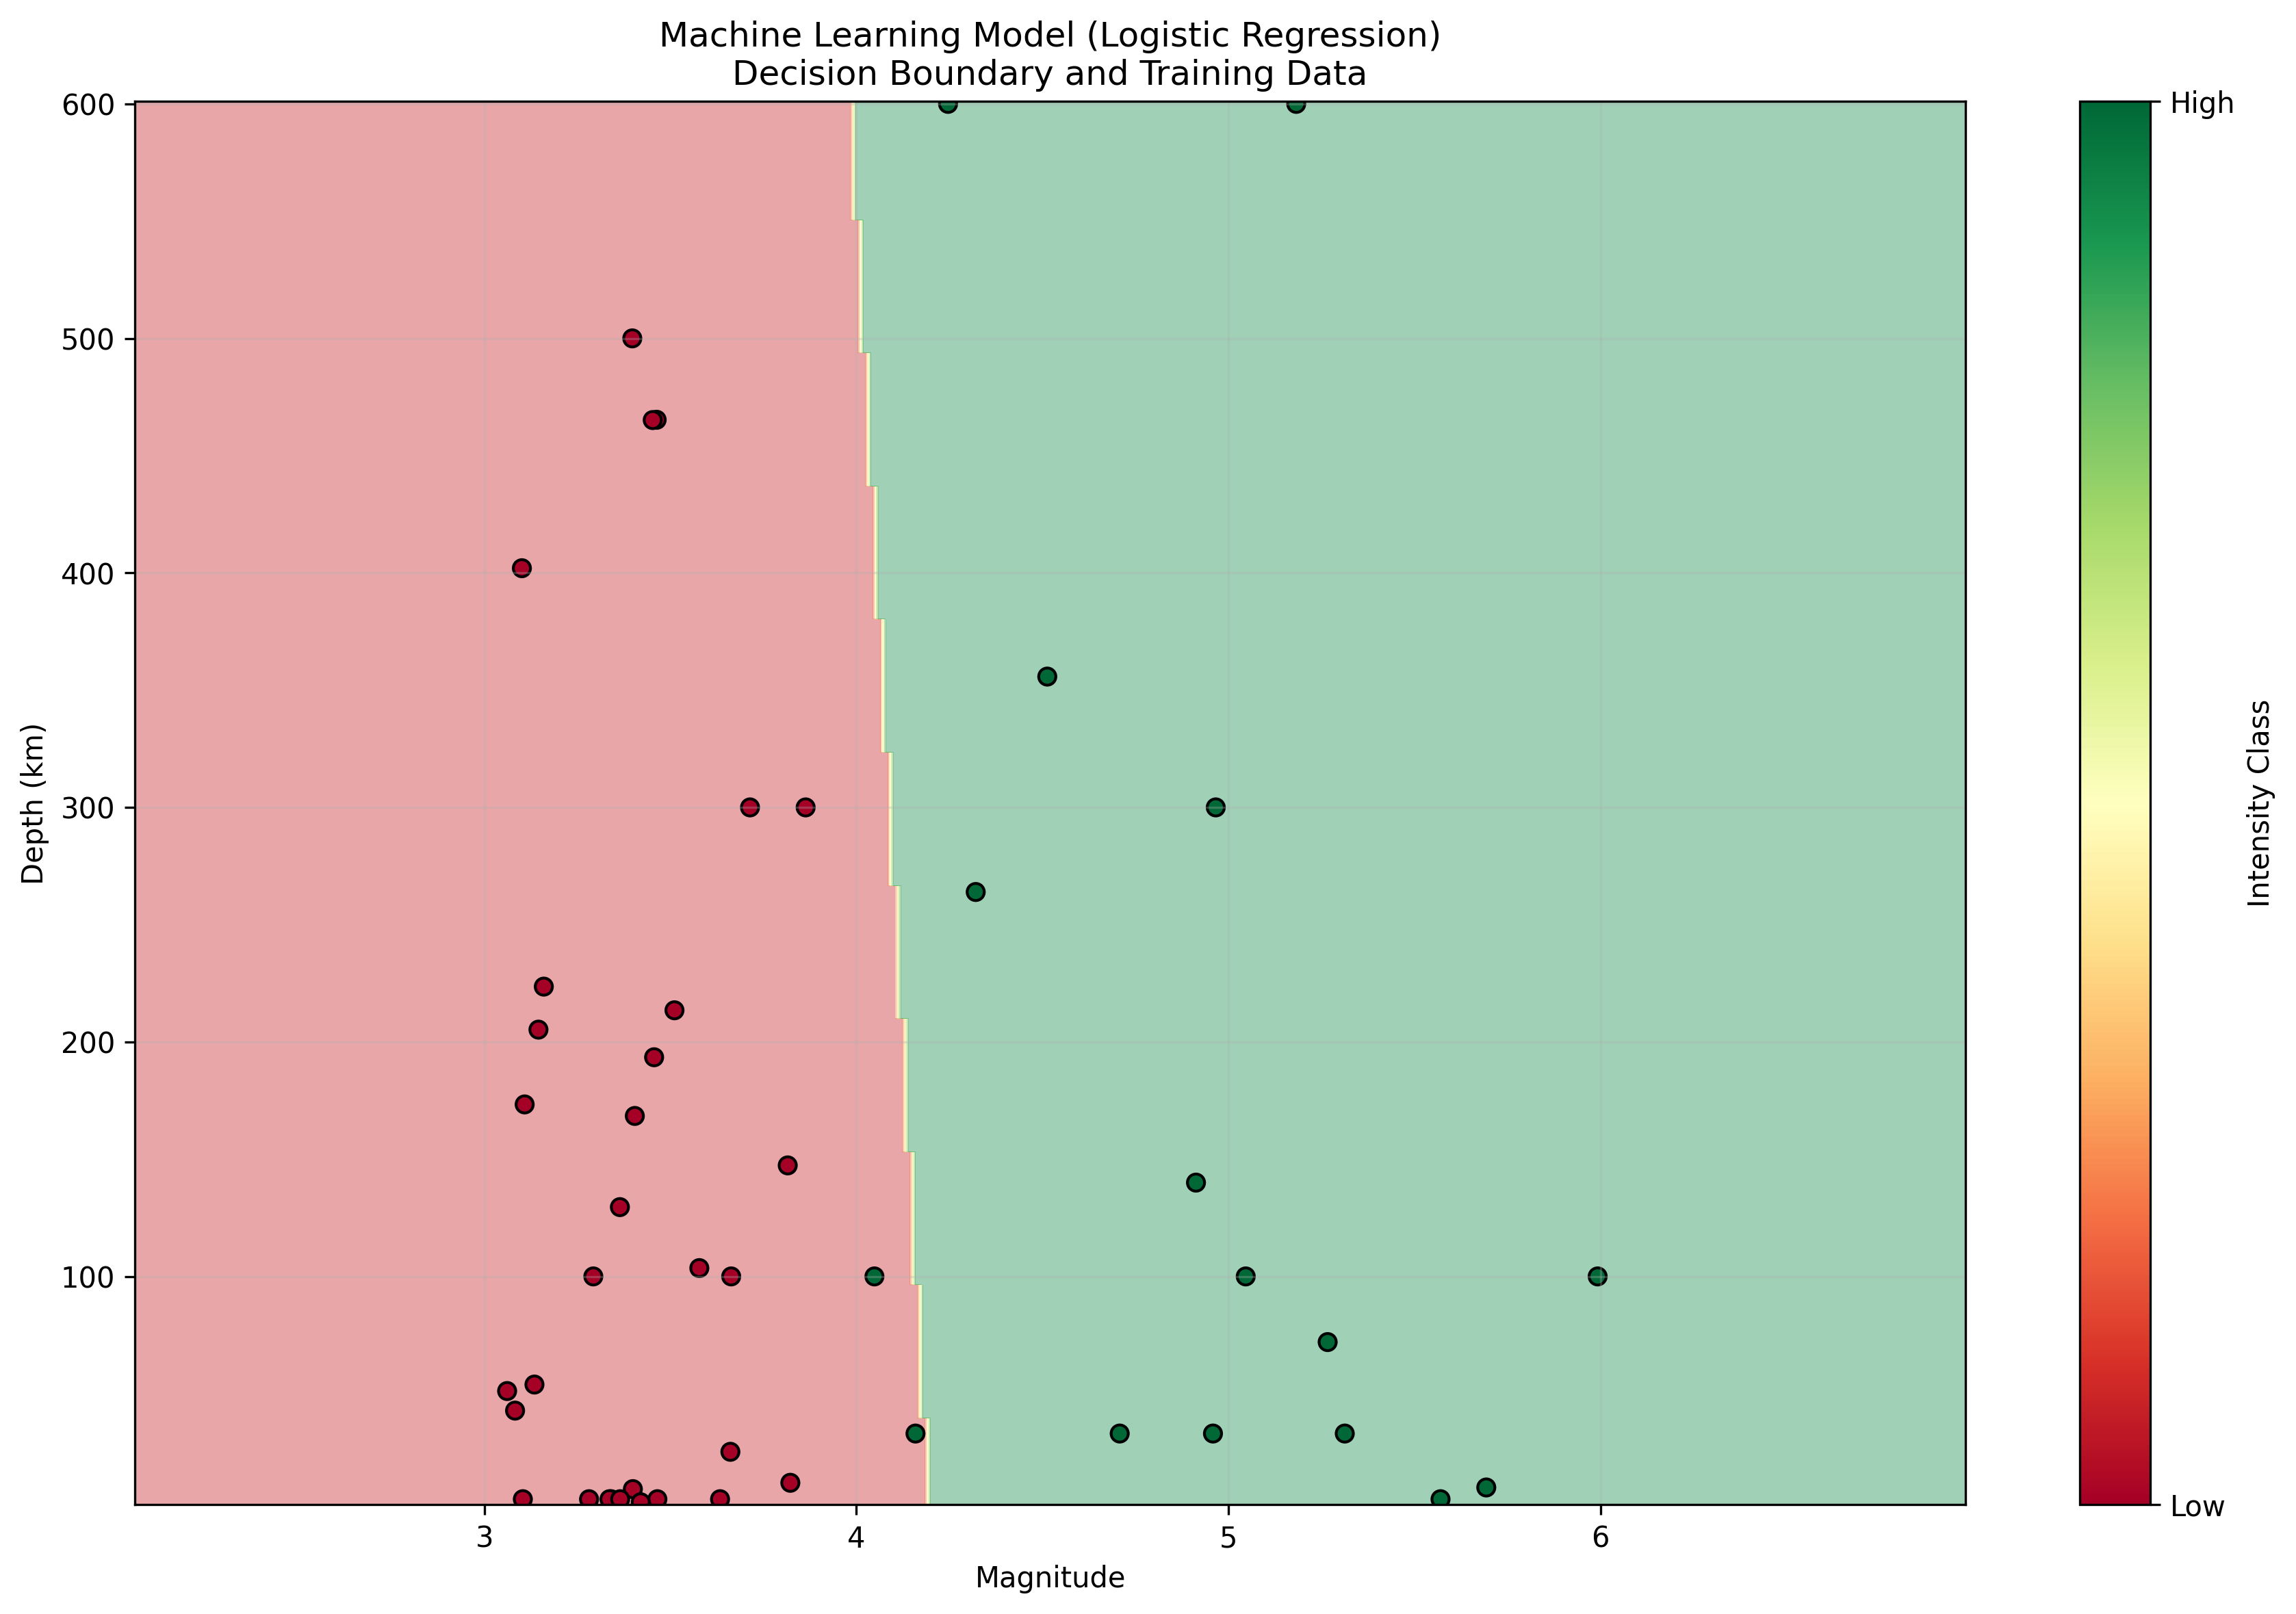 Machine Learning Model (Logistic Regression)
Decision Boundary and Training Data
600
500
400
300
200
100
Depth (km)
3
4
5
6
Magnitude
High
Low
Intensity Class